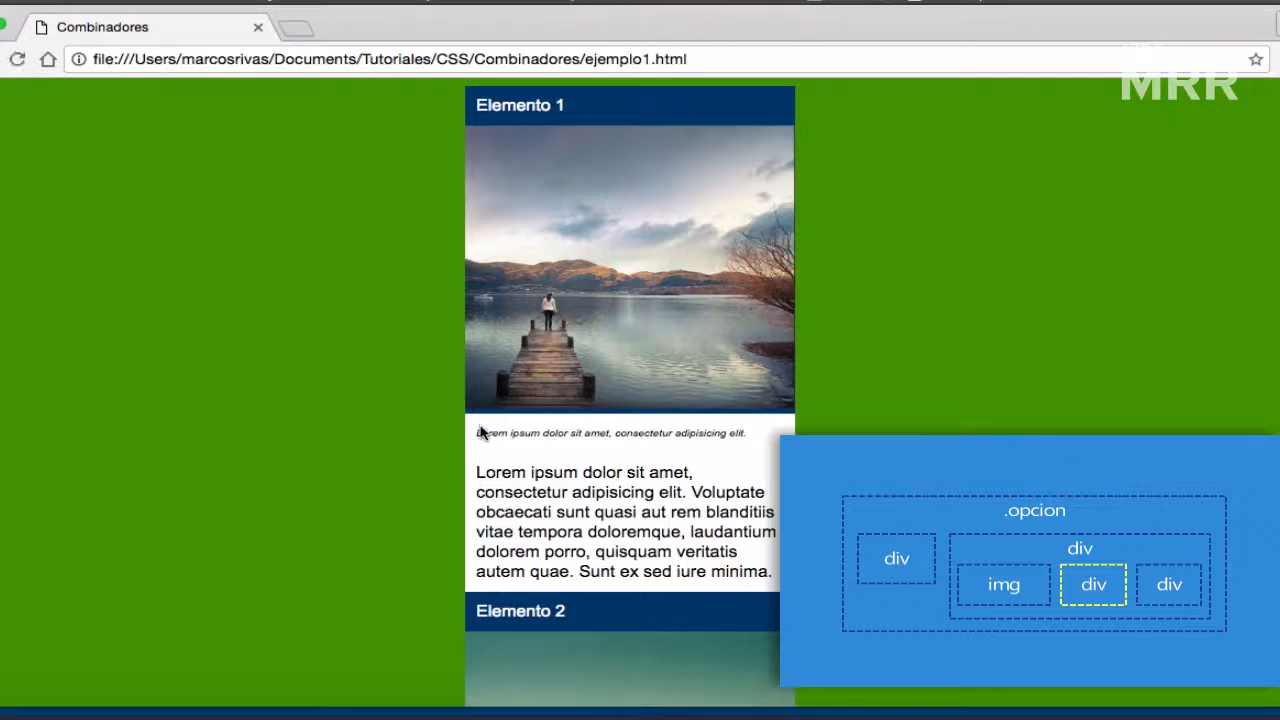 Combinadores
file:///Users/marcosrivas/Documents/Tutoriales/CSS/Combinadores/ejemplo1.html
MRR
Elemento 1
Lorem ipsum dolor sit amet, consectetur adipisicing elit.
Lorem ipsum dolor sit amet,
consectetur adipisicing elit. Voluptate
obcaecati sunt quasi aut rem blanditiis
vitae tempora doloremque, laudantium
dolorem porro, quisquam veritatis
autem quae. Sunt ex sed iure minima.
Elemento 2
.opcion
div
div
img
div
div